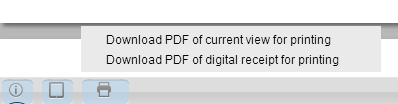 Download PDF of current view for printing
Download PDF of digital receipt for printing